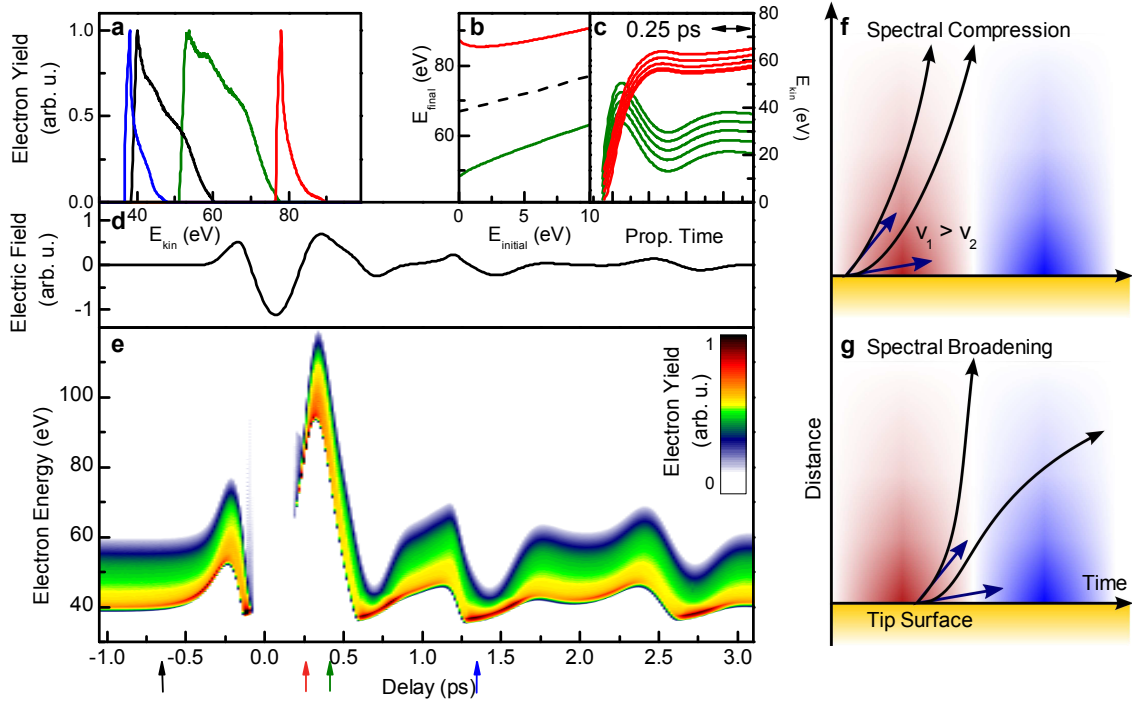 a
1.0
0.5
0.0
Electron Yield
(arb. u.)
40 60 80
E_kin (eV)
b
80
60
E_final (eV)
0 5 10
E_initial (eV)
c 0.25 ps
80
60
40
20
0
E_kin (eV)
Prop. Time
d
1
0
-1
Electric Field
(arb. u.)
e
100
80
60
40
Electron Energy (eV)
1
0
Electron Yield
(arb. u.)
-1.0 -0.5 0.0 0.5 1.0 1.5 2.0 2.5 3.0
Delay (ps)
f
Spectral Compression
v_1 > v_2
g
Spectral Broadening
Distance
Time
Tip Surface